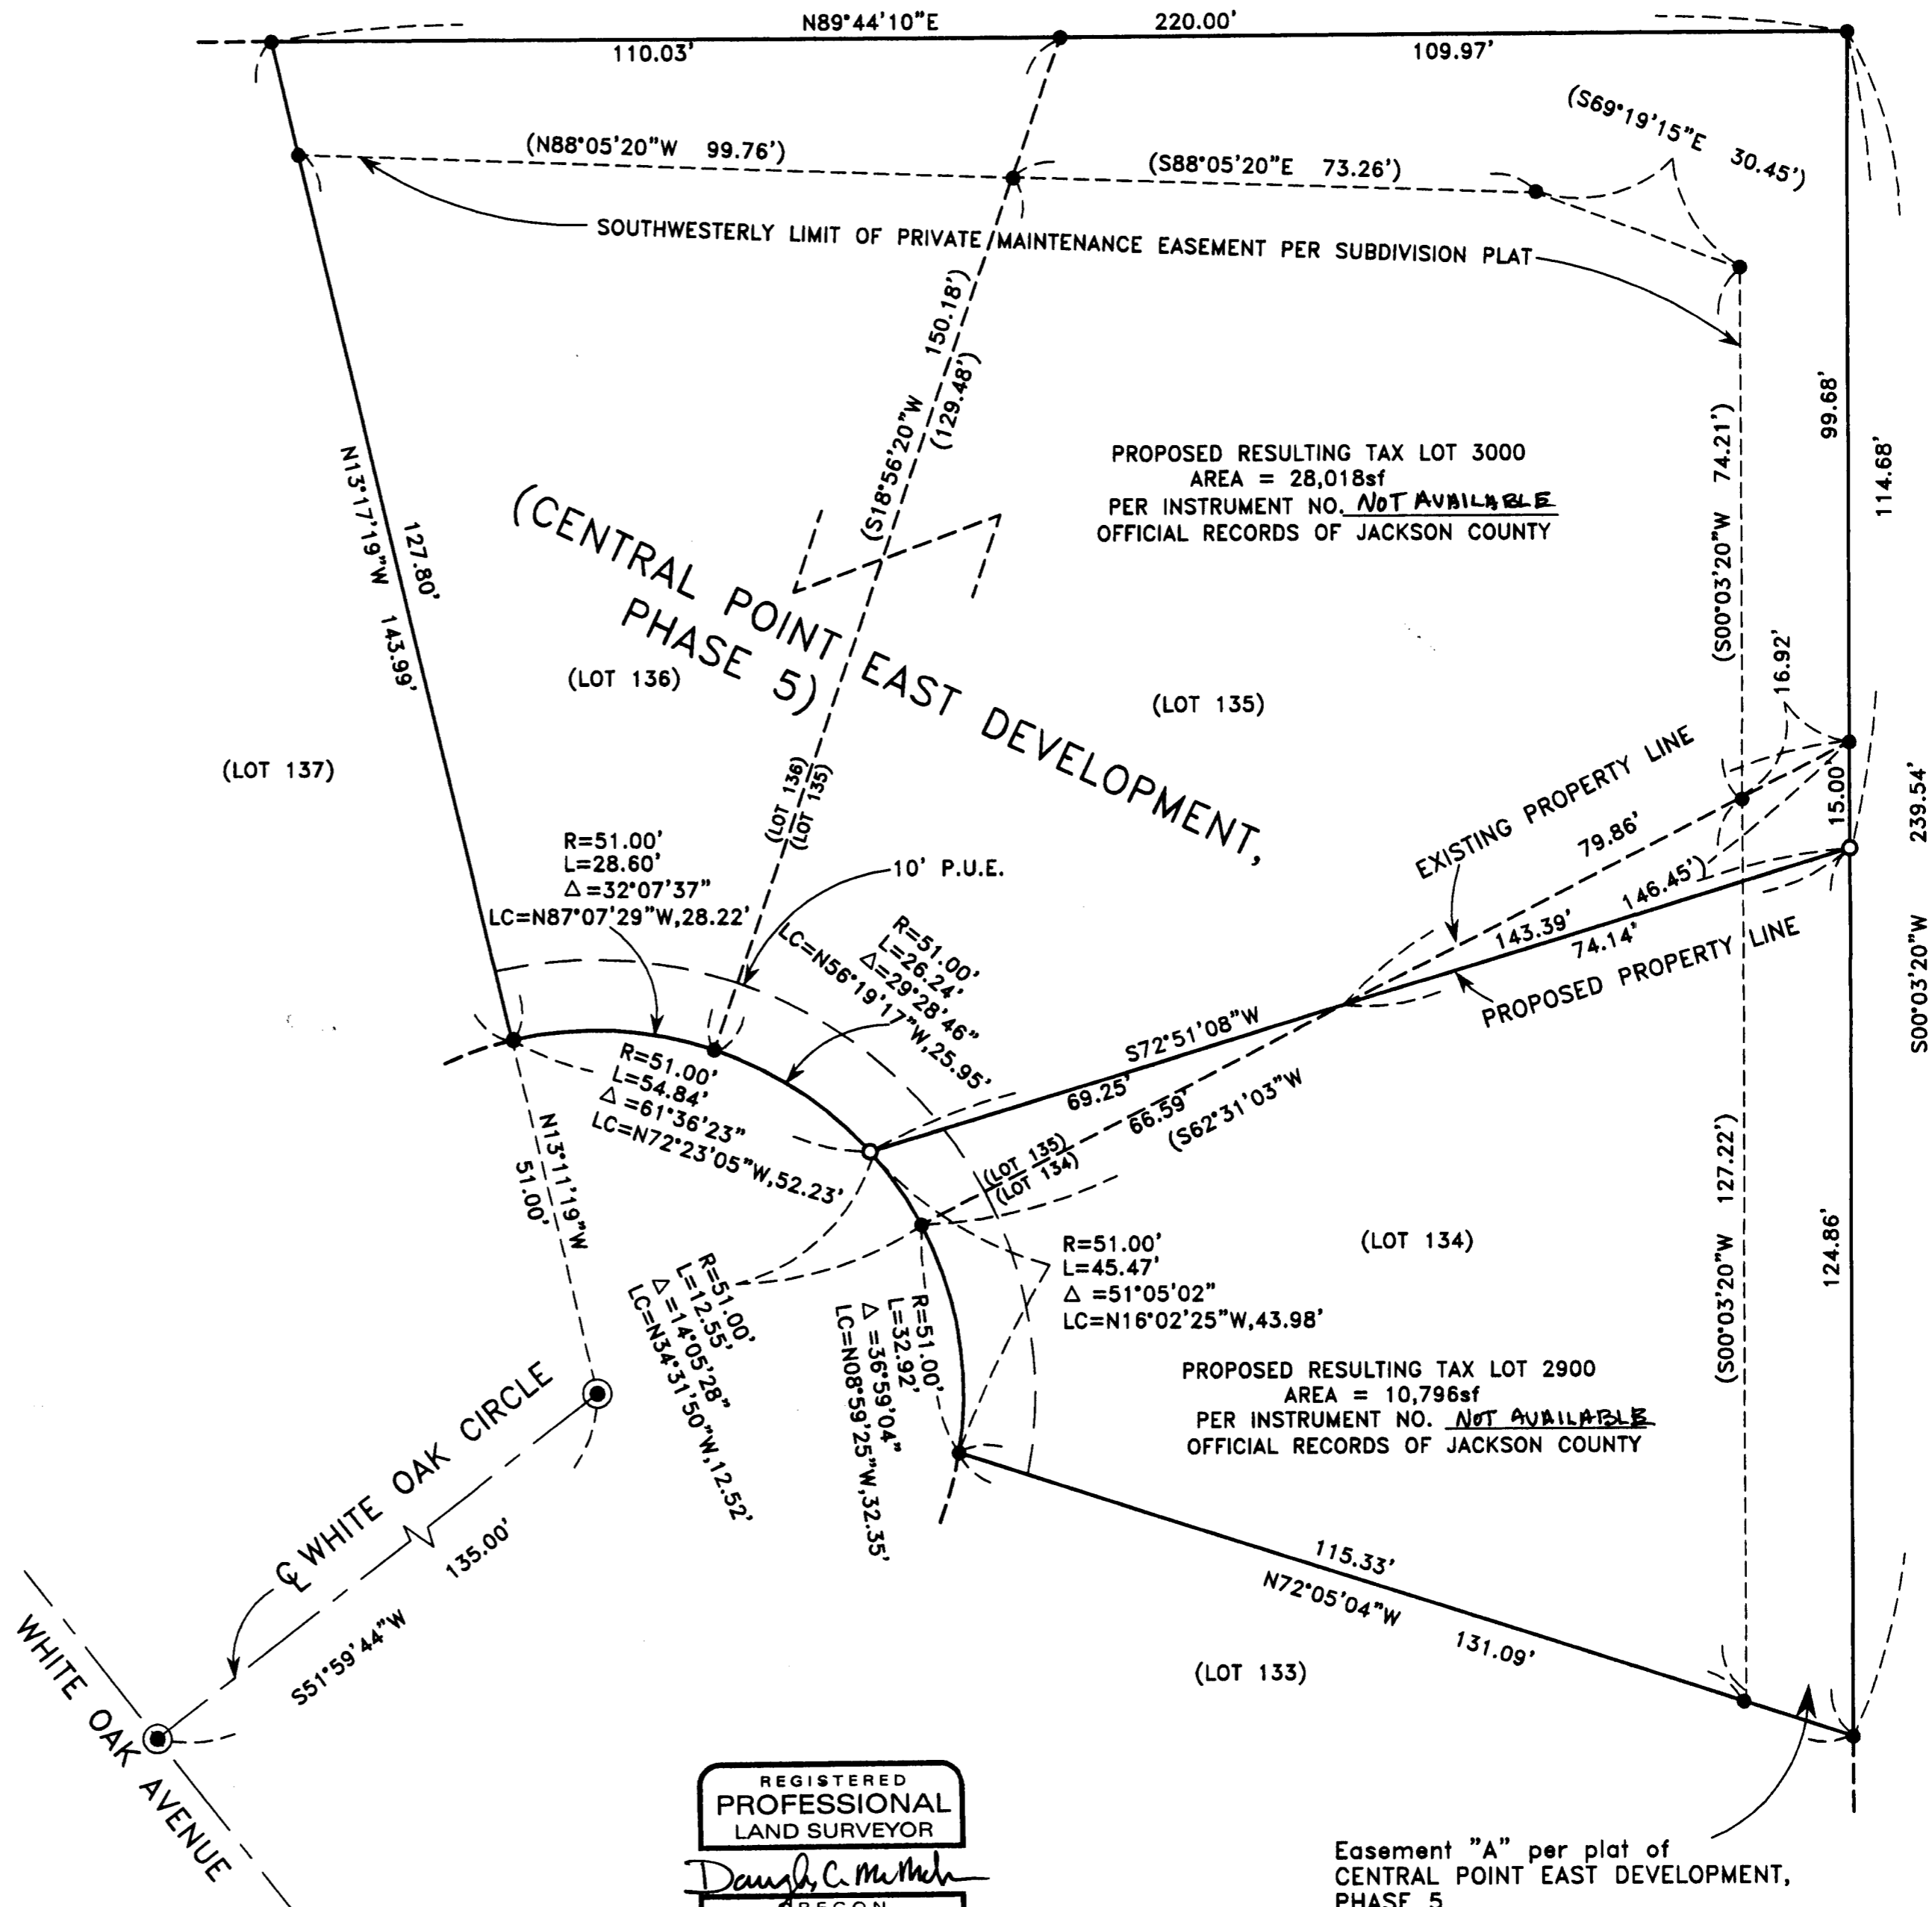 N89°44'10"E 220.00'
110.03' 109.97'
(S69°19'15"E 30.45')
(N88°05'20"W 99.76')
(S88°05'20"E 73.26')
SOUTHWESTERLY LIMIT OF PRIVATE MAINTENANCE EASEMENT PER SUBDIVISION PLAT
(S18°56'20"W 150.18')
(129.48')
99.68'
114.68'
(S00°03'20"W 74.21')
PROPOSED RESULTING TAX LOT 3000
AREA = 28,018sf
PER INSTRUMENT NO. NOT AVAILABLE
OFFICIAL RECORDS OF JACKSON COUNTY
N13°17'19"W 143.99'
127.80'
(CENTRAL POINT EAST DEVELOPMENT,
PHASE 5)
(LOT 136)
(LOT 135)
(LOT 137)
16.92'
15.00
239.54'
S00°03'20"W
(LOT 136)
(LOT 135)
EXISTING PROPERTY LINE
79.86'
146.45')
143.39'
74.14'
PROPOSED PROPERTY LINE
R=51.00'
L=28.60'
Δ=32°07'37"
LC=N87°07'29"W,28.22'
10' P.U.E.
R=51.00'
L=26.24'
Δ=29°28'46"
LC=N56°19'17"W,25.95'
R=51.00'
L=54.84'
Δ=61°36'23"
LC=N72°23'05"W,52.23'
S72°51'08"W
69.25'
66.59'
(S62°31'03"W
(LOT 135)
(LOT 134)
N13°11'19"W
51.00'
R=51.00'
L=12.55'
Δ=14°05'28"
LC=N34°31'50"W,12.52'
R=51.00'
L=32.92'
Δ=36°59'04"
LC=N08°59'25"W,32.35'
R=51.00'
L=45.47'
Δ=51°05'02"
LC=N16°02'25"W,43.98'
(LOT 134)
(S00°03'20"W 127.22')
124.86'
PROPOSED RESULTING TAX LOT 2900
AREA = 10,796sf
PER INSTRUMENT NO. NOT AVAILABLE
OFFICIAL RECORDS OF JACKSON COUNTY
℄ WHITE OAK CIRCLE
135.00'
S51°59'44"W
WHITE OAK AVENUE
115.33'
N72°05'04"W
131.09'
(LOT 133)
REGISTERED
PROFESSIONAL
LAND SURVEYOR
OREGON
Easement "A" per plat of
CENTRAL POINT EAST DEVELOPMENT,
PHASE 5